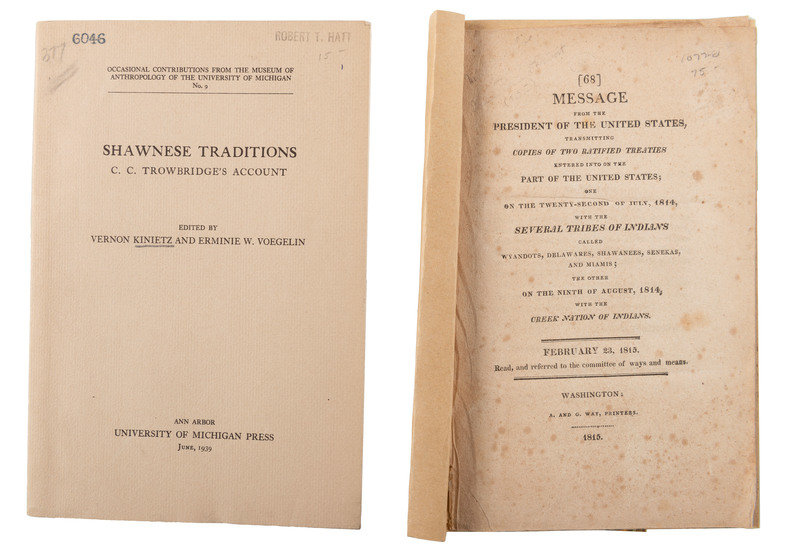 6046
377
ROBERT T. HATT
15 -
OCCASIONAL CONTRIBUTIONS FROM THE MUSEUM OF
ANTHROPOLOGY OF THE UNIVERSITY OF MICHIGAN
No. 9
SHAWNESE TRADITIONS
C. C. TROWBRIDGE'S ACCOUNT
EDITED BY
VERNON KINIETZ AND ERMINIE W. VOEGELIN
ANN ARBOR
UNIVERSITY OF MICHIGAN PRESS
JUNE, 1939
75 -
[68]
MESSAGE
FROM THE
PRESIDENT OF THE UNITED STATES,
TRANSMITTING
COPIES OF TWO RATIFIED TREATIES
ENTERED INTO ON THE
PART OF THE UNITED STATES;
ONE
ON THE TWENTY-SECOND OF JULY, 1814,
WITH THE
SEVERAL TRIBES OF INDIANS
CALLED
WYANDOTS, DELAWARES, SHAWANEES, SENEKAS,
AND MIAMIS;
THE OTHER
ON THE NINTH OF AUGUST, 1814,
WITH THE
CREEK NATION OF INDIANS.
FEBRUARY 23, 1815.
Read, and referred to the committee of ways and means.
WASHINGTON:
A. AND G. WAY, PRINTERS.
1815.